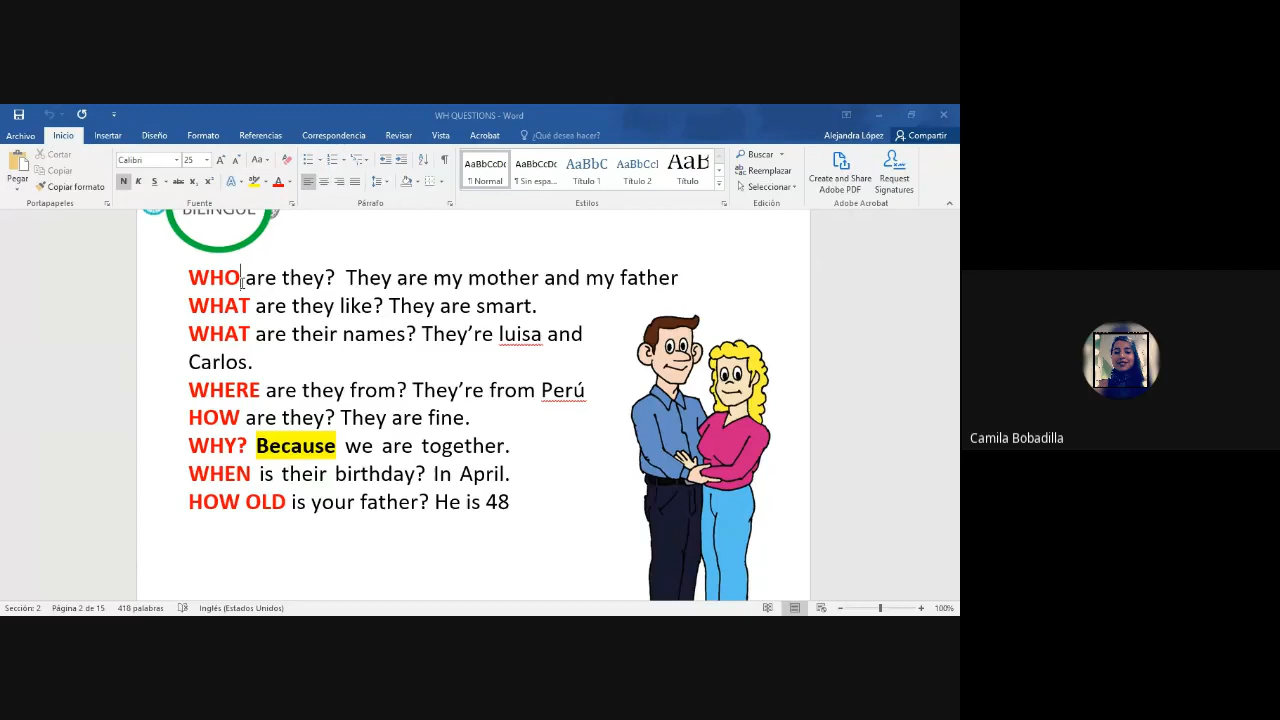 WH QUESTIONS - Word
Archivo Inicio Insertar Diseño Formato Referencias Correspondencia Revisar Vista Acrobat ¿Qué desea hacer? Alejandra López Compartir
Pegar
Cortar
Copiar
Copiar formato
Portapapeles
Calibri 25
Fuente
Párrafo
AaBbCcDc AaBbCcDc AaBbC AaBbCcl AaB
¶ Normal ¶ Sin espa... Título 1 Título 2 Título
Estilos
Buscar
Reemplazar
Seleccionar
Edición
Create and Share
Adobe PDF
Request
Signatures
Adobe Acrobat
BILINGÜE
WHO are they? They are my mother and my father
WHAT are they like? They are smart.
WHAT are their names? They’re luisa and
Carlos.
WHERE are they from? They’re from Perú
HOW are they? They are fine.
WHY? Because we are together.
WHEN is their birthday? In April.
HOW OLD is your father? He is 48
Sección: 2 Página 2 de 15 418 palabras Inglés (Estados Unidos) 100%
Camila Bobadilla